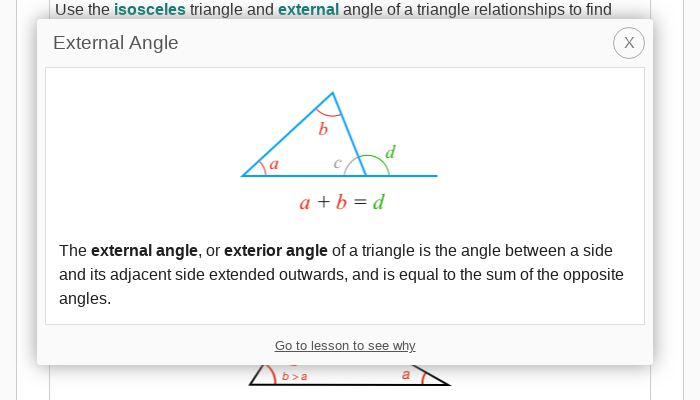 Use the isosceles triangle and external angle of a triangle relationships to find
External Angle
X
b
a
c
d
a + b = d
The external angle, or exterior angle of a triangle is the angle between a side
and its adjacent side extended outwards, and is equal to the sum of the opposite
angles.
Go to lesson to see why
b > a
a